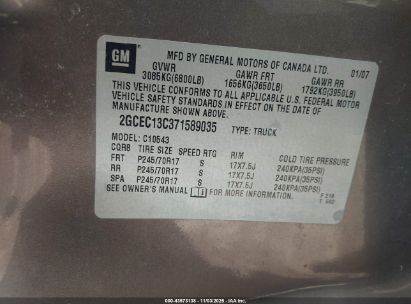 GM
MFD BY GENERAL MOTORS OF CANADA LTD. 01/07
GVWR GAWR FRT GAWR RR
3085KG(6800LB) 1656KG(3650LB) 1792KG(3950LB)
THIS VEHICLE CONFORMS TO ALL APPLICABLE U.S. FEDERAL
MOTOR VEHICLE SAFETY STANDARDS IN EFFECT ON THE DATE
OF MANUFACTURE SHOWN ABOVE.
2GCEC13C371589035 TYPE: TRUCK
MODEL: C10543
CQR8 TIRE SIZE SPEED RTG RIM COLD TIRE PRESSURE
FRT P245/70R17 S 17X7.5J 240KPA(35PSI)
RR P245/70R17 S 17X7.5J 240KPA(35PSI)
SPA P245/70R17 S 17X7.5J 240KPA(35PSI)
SEE OWNER'S MANUAL FOR MORE INFORMATION.